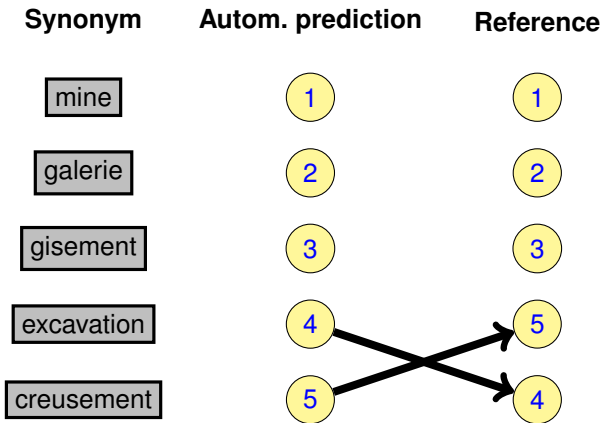 Synonym Autom. prediction Reference
mine 1 1
galerie 2 2
gisement 3 3
excavation 4 5
creusement 5 4